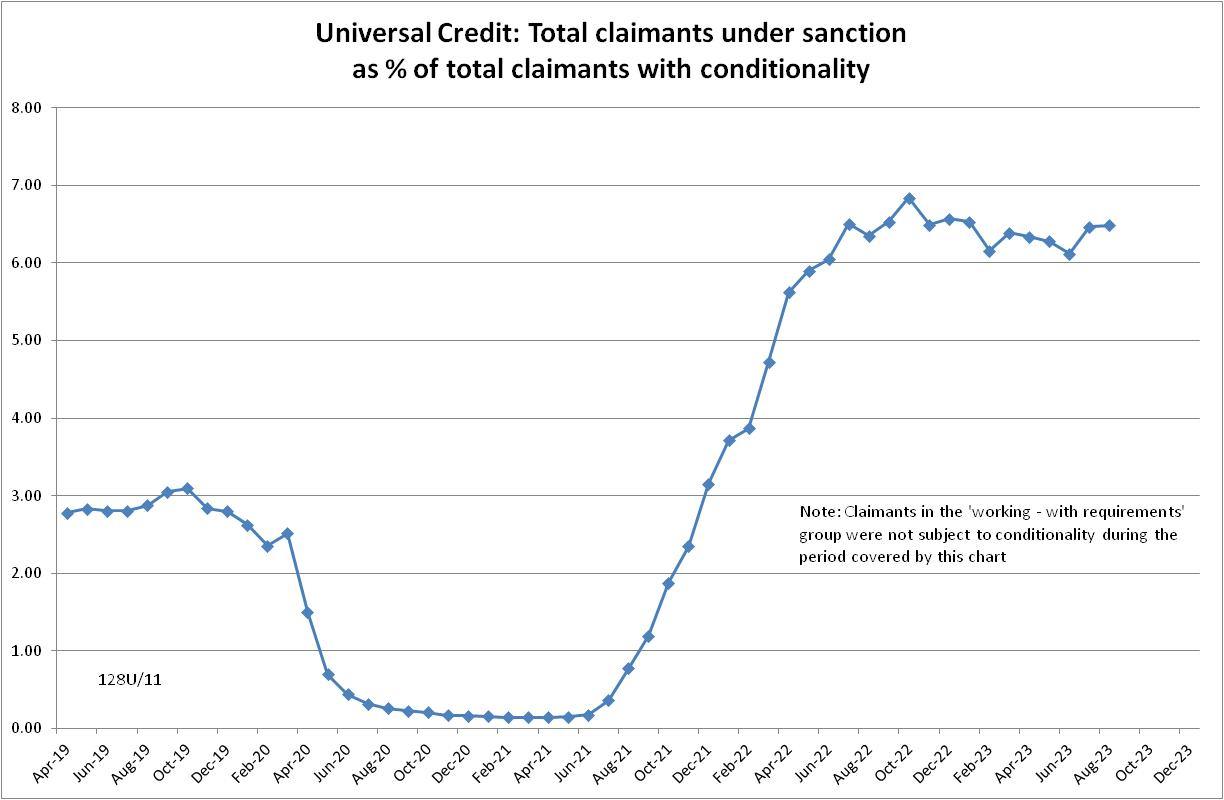 Universal Credit: Total claimants under sanction
as % of total claimants with conditionality
8.00
7.00
6.00
5.00
4.00
3.00
2.00
1.00
0.00
Note: Claimants in the 'working - with requirements'
group were not subject to conditionality during the
period covered by this chart
128U/11
Apr-19
Jun-19
Aug-19
Oct-19
Dec-19
Feb-20
Apr-20
Jun-20
Aug-20
Oct-20
Dec-20
Feb-21
Apr-21
Jun-21
Aug-21
Oct-21
Dec-21
Feb-22
Apr-22
Jun-22
Aug-22
Oct-22
Dec-22
Feb-23
Apr-23
Jun-23
Aug-23
Oct-23
Dec-23